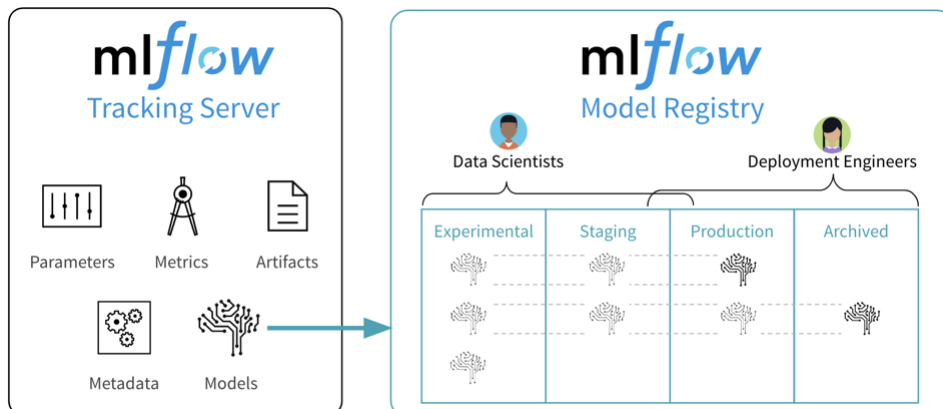 mlflow
Tracking Server
Parameters
Metrics
Artifacts
Metadata
Models
mlflow
Model Registry
Data Scientists
Deployment Engineers
Experimental
Staging
Production
Archived